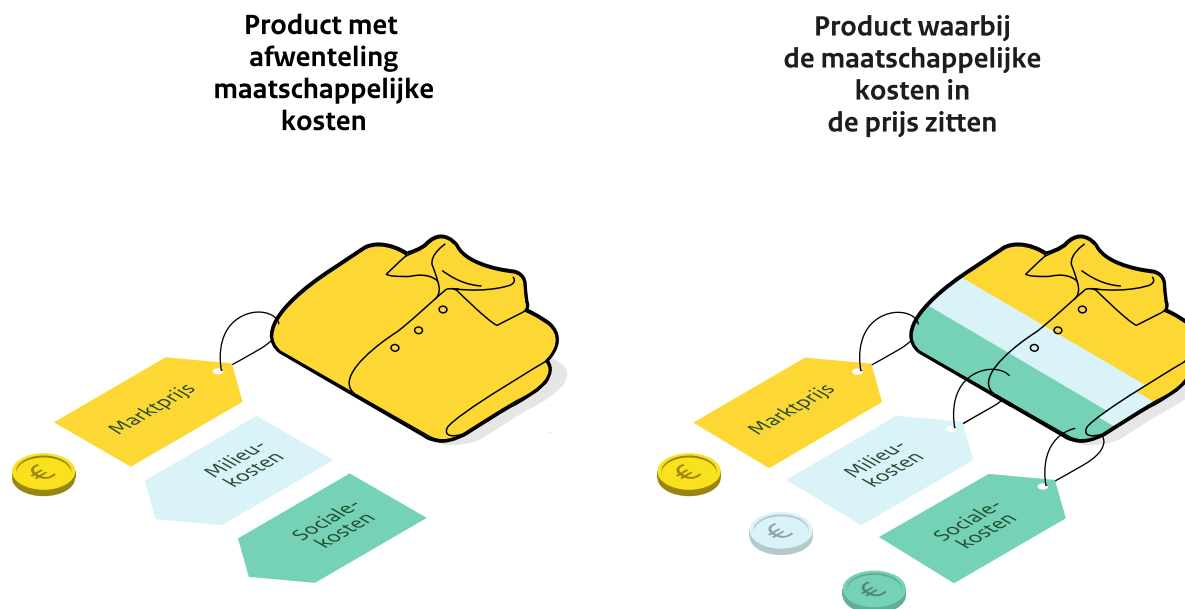 Product met
afwenteling
maatschappelijke
kosten
Marktprijs
Milieu-
kosten
Sociale-
kosten
€
Product waarbij
de maatschappelijke
kosten in
de prijs zitten
Marktprijs
Milieu-
kosten
Sociale-
kosten
€
€
€